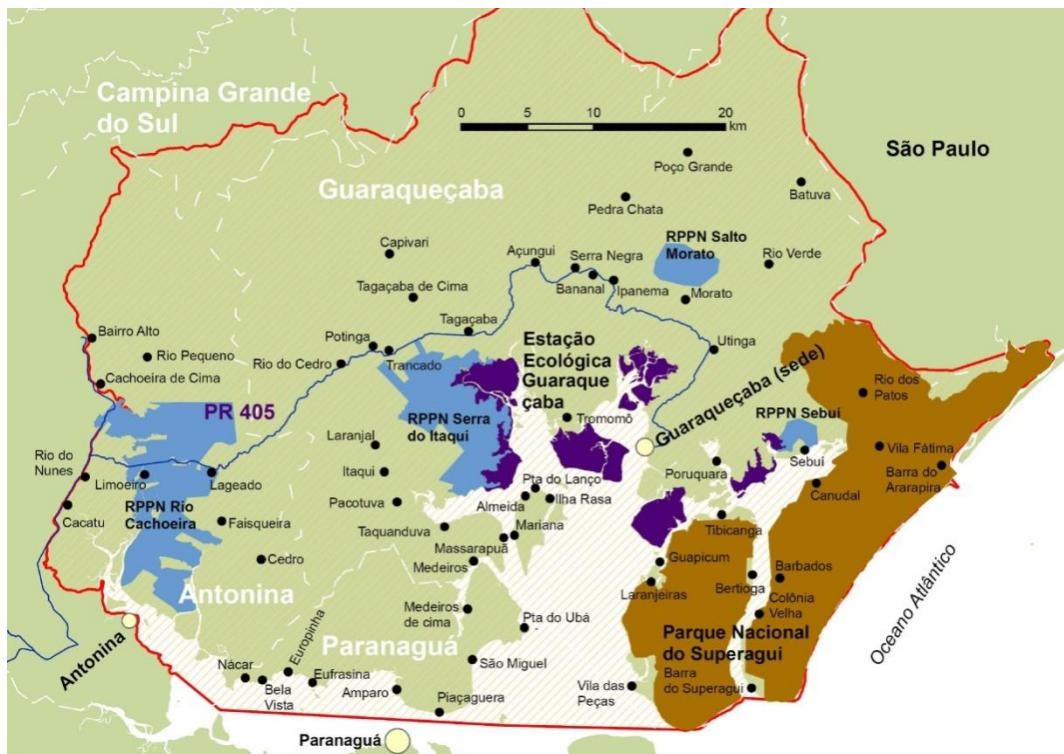 Campina Grande
do Sul
0 5 10 20
km
São Paulo
Poço Grande
Batuva
Guaraqueçaba
Pedra Chata
Capivari
Açungui
Serra Negra
RPPN Salto
Morato
Rio Verde
Bananal
Ipanema
Morato
Tagaçaba de Cima
Tagaçaba
Bairro Alto
Potinga
Trancado
Rio Pequeno
Rio do Cedro
Cachoeira de Cima
Estação
Ecológica
Guaraque
çaba
Utinga
Guaraqueçaba (sede)
Rio dos
Patos
PR 405
RPPN Serra
do Itaqui
Tromomõ
RPPN Sebuí
Laranjal
Vila Fátima
Sebuí
Rio do
Nunes
Limoeiro
Lageado
Itaqui
Poruquara
Barra do
Ararapira
Canudal
Pta do Lanço
Ilha Rasa
Almeida
Pacotuva
RPPN Rio
Cachoeira
Cacatu
Faisqueira
Taquanduva
Mariana
Tibicanga
Massarapuã
Cedro
Medeiros
Guapicum
Laranjeiras
Bertioga
Barbados
Colônia
Velha
Antonina
Medeiros
de cima
Pta do Ubá
Paranaguá
Parque Nacional
do Superagui
Oceano Atlântico
Antonina
Europinha
São Miguel
Nácar
Bela
Vista
Eufrasina
Amparo
Piaçaguera
Vila das
Peças
Barra
do Superagui
Paranaguá